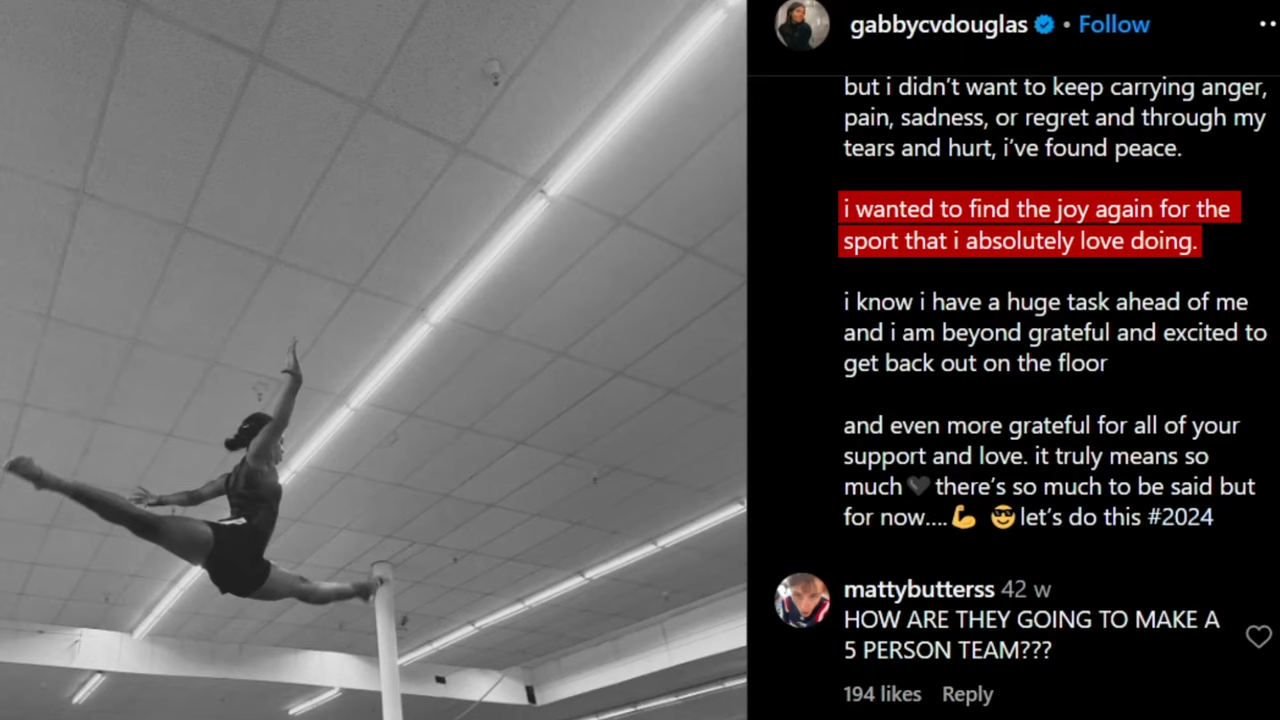 gabbycvdouglas • Follow
but i didn’t want to keep carrying anger,
pain, sadness, or regret and through my
tears and hurt, i’ve found peace.
i wanted to find the joy again for the
sport that i absolutely love doing.
i know i have a huge task ahead of me
and i am beyond grateful and excited to
get back out on the floor
and even more grateful for all of your
support and love. it truly means so
much🖤 there’s so much to be said but
for now....💪 😎let’s do this #2024
mattybutterss 42 w
HOW ARE THEY GOING TO MAKE A
5 PERSON TEAM???
194 likes Reply